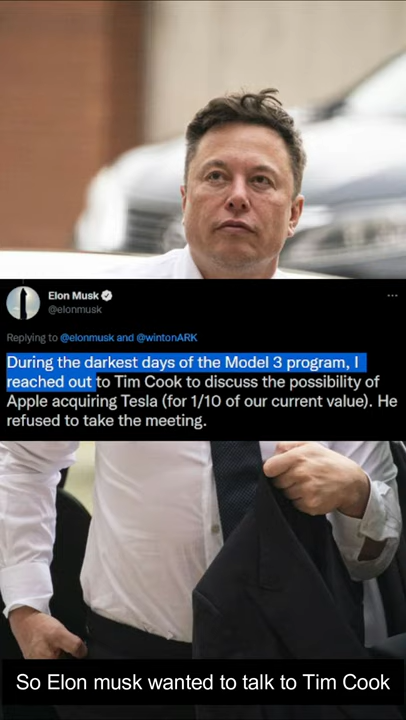 Elon Musk
@elonmusk
Replying to @elonmusk and @wintonARK
During the darkest days of the Model 3 program, I
reached out to Tim Cook to discuss the possibility of
Apple acquiring Tesla (for 1/10 of our current value). He
refused to take the meeting.
So Elon musk wanted to talk to Tim Cook